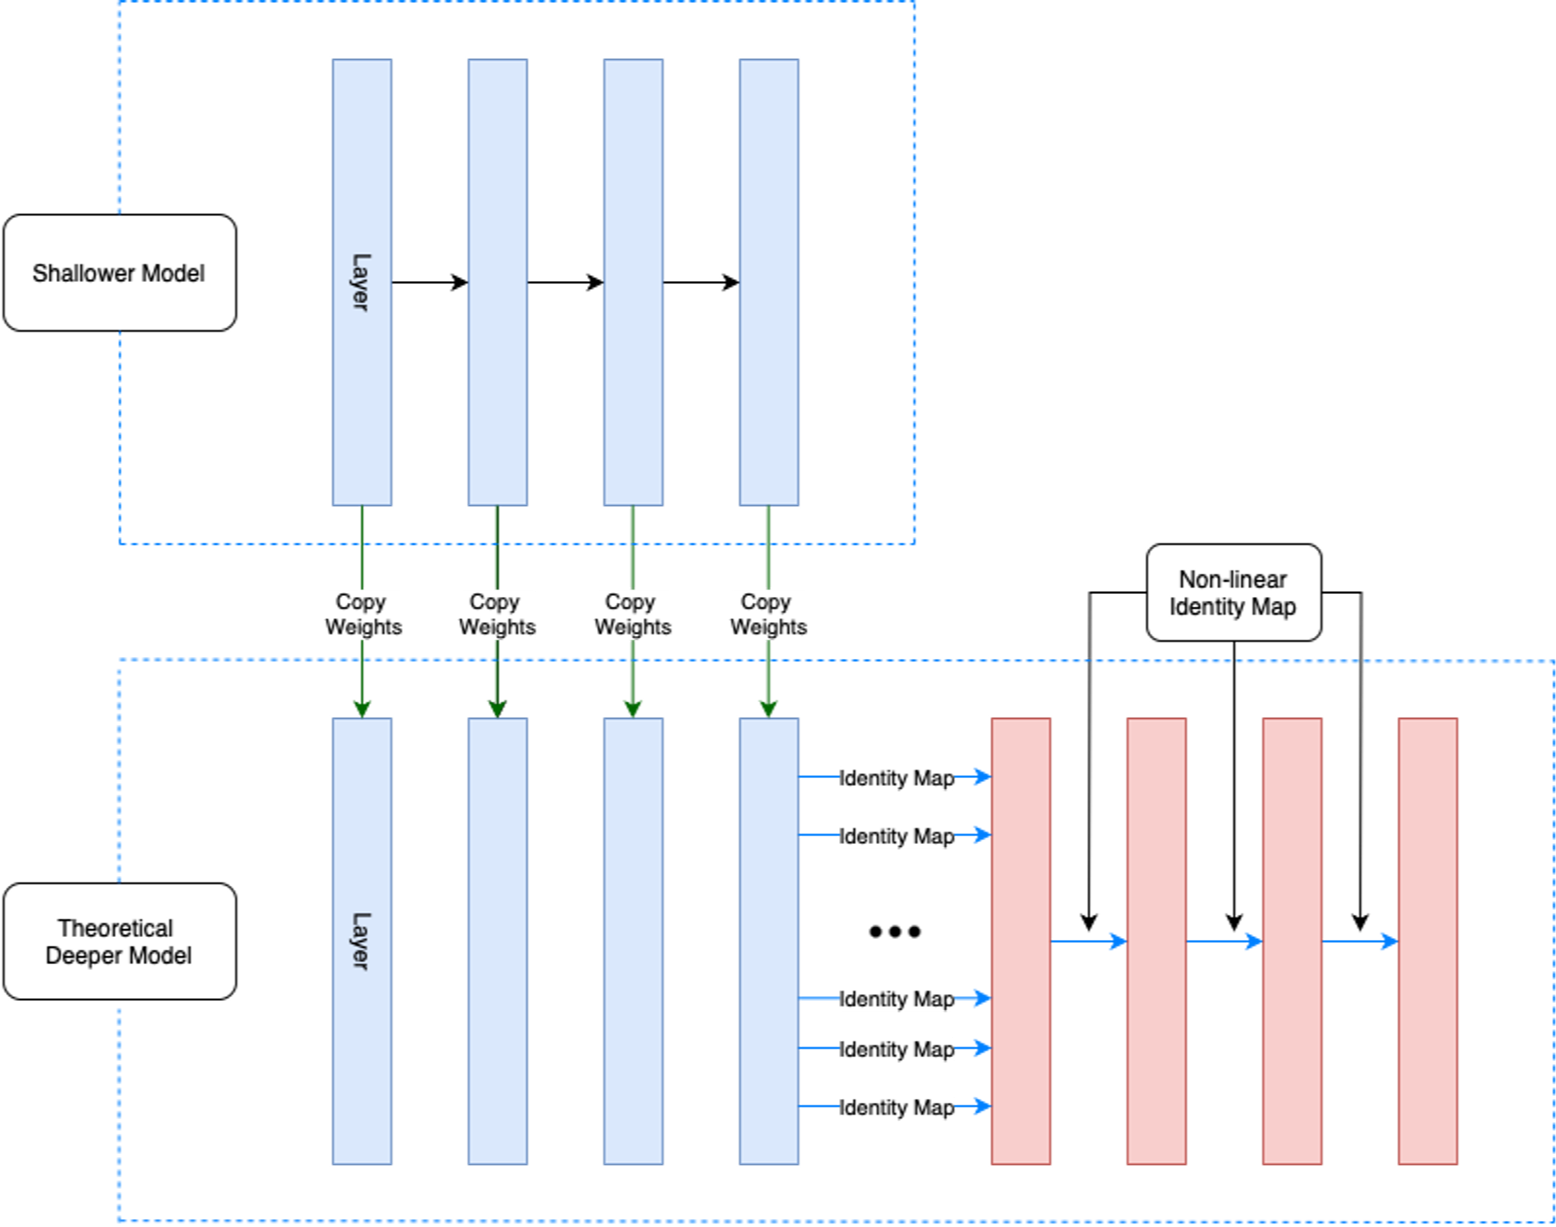 Shallower Model
Layer
Copy
Weights
Copy
Weights
Copy
Weights
Copy
Weights
Non-linear
Identity Map
Theoretical
Deeper Model
Layer
Identity Map
Identity Map
•••
Identity Map
Identity Map
Identity Map